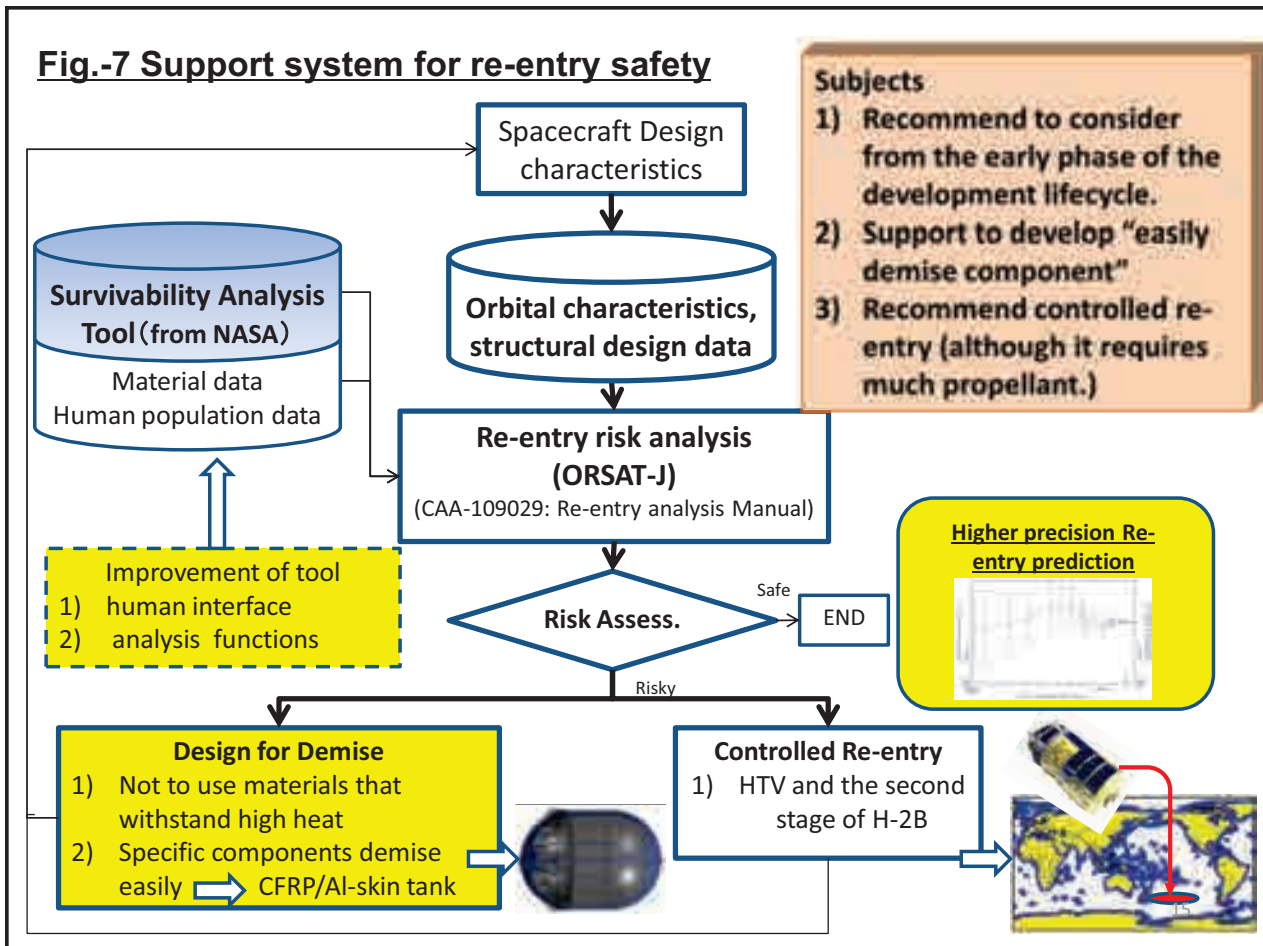 Fig.-7 Support system for re-entry safety
Subjects
1) Recommend to consider
from the early phase of the
development lifecycle.
2) Support to develop “easily
demise component”
3) Recommend controlled re-
entry (although it requires
much propellant.)
Spacecraft Design
characteristics
Survivability Analysis
Tool（from NASA）
Material data
Human population data
Orbital characteristics,
structural design data
Re-entry risk analysis
(ORSAT-J)
(CAA-109029: Re-entry analysis Manual)
Improvement of tool
1) human interface
2) analysis functions
Risk Assess.
Safe
END
Higher precision Re-
entry prediction
Risky
Design for Demise
1) Not to use materials that
withstand high heat
2) Specific components demise
easily CFRP/Al-skin tank
Controlled Re-entry
1) HTV and the second
stage of H-2B
15